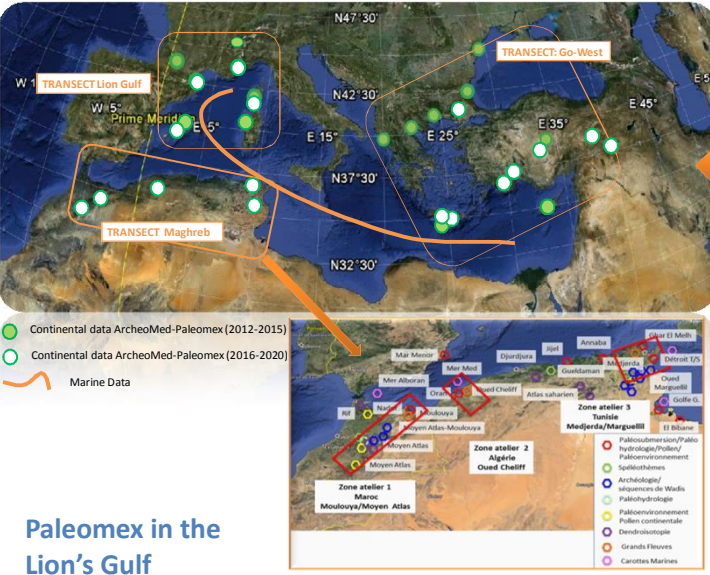 N47°30'
TRANSECT: Go-West
TRANSECT Lion Gulf
W 5°
N42°30'
E 45°
Prime Meridian
E 5°
E 15°
E 25°
E 35°
N37°30'
TRANSECT Maghreb
N32°30'
Continental data ArcheoMed-Paleomex (2012-2015)
Continental data ArcheoMed-Paleomex (2016-2020)
Marine Data
Ghar El Melh
Mar Menor
Djurdjura
Jijel
Annaba
Détroit T/S
Mer Med
Gueldaman
Medjerda
Mer Alboran
Oran
Oued Cheliff
Oued
Marguellil
Atlas saharien
Golfe G.
Rif
Nador
Moulouya
Moyen Atlas-Moulouya
Moyen Atlas
Moyen Atlas
El Bibane
Zone atelier 3
Tunisie
Medjerda/Marguellil
Zone atelier 2
Algérie
Oued Cheliff
Zone atelier 1
Maroc
Moulouya/Moyen Atlas
Paléosubmersion/Paléo
hydrologie/Pollen/
Paléoenvironnement
Spéléothèmes
Archéologie/
séquences de Wadis
Paléohydrologie
Paléoenvironnement
Pollen continentale
Dendroisotopie
Grands Fleuves
Carottes Marines
Paleomex in the
Lion's Gulf